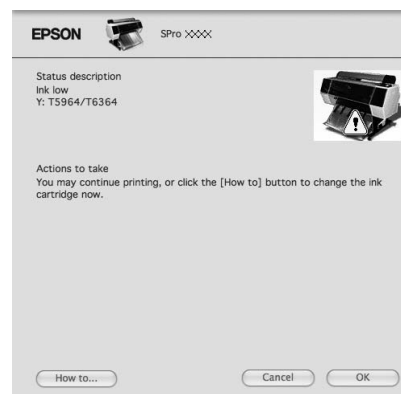 EPSON SPro XXXX
Status description
Ink low
Y: T5964/T6364
Actions to take
You may continue printing, or click the [How to] button to change the ink
cartridge now.
How to... Cancel OK